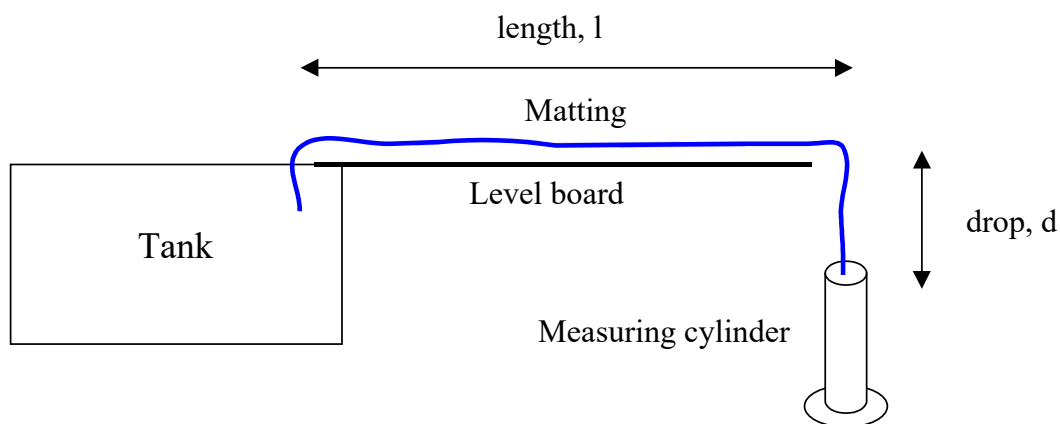 length, l
Matting
Level board
Tank
drop, d
Measuring cylinder